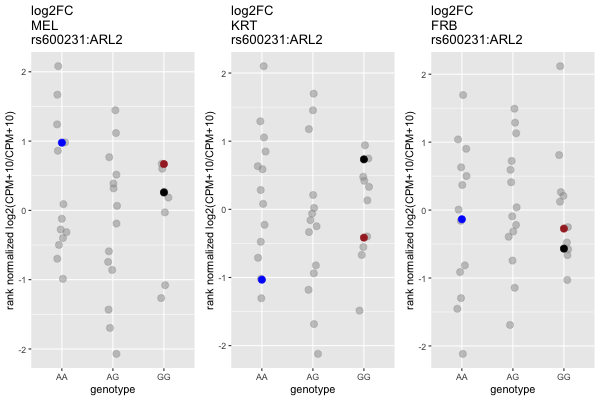 log2FC
MEL
rs600231:ARL2
rank normalized log2(CPM+10/CPM+10)
2
1
0
-1
-2
AA
AG
GG
genotype
log2FC
KRT
rs600231:ARL2
rank normalized log2(CPM+10/CPM+10)
2
1
0
-1
-2
AA
AG
GG
genotype
log2FC
FRB
rs600231:ARL2
rank normalized log2(CPM+10/CPM+10)
2
1
0
-1
-2
AA
AG
GG
genotype